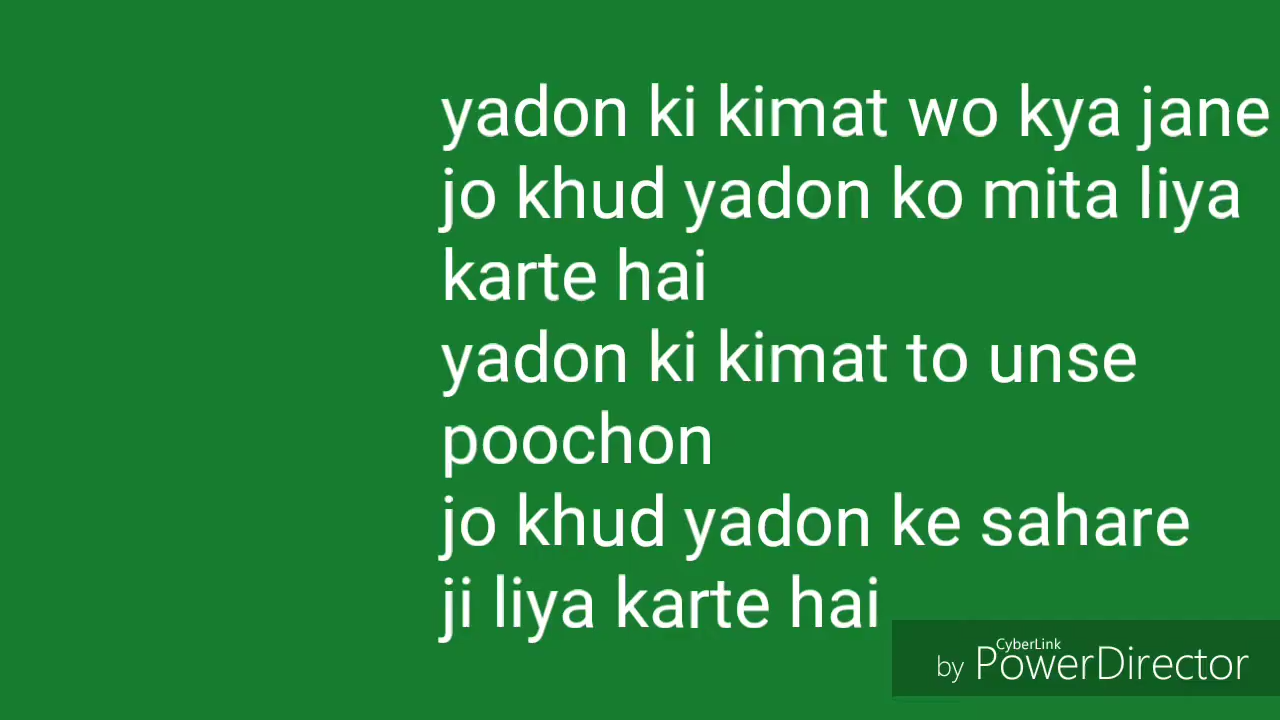 yadon ki kimat wo kya jane
jo khud yadon ko mita liya
karte hai
yadon ki kimat to unse
poochon
jo khud yadon ke sahare
ji liya karte hai
CyberLink
by PowerDirector